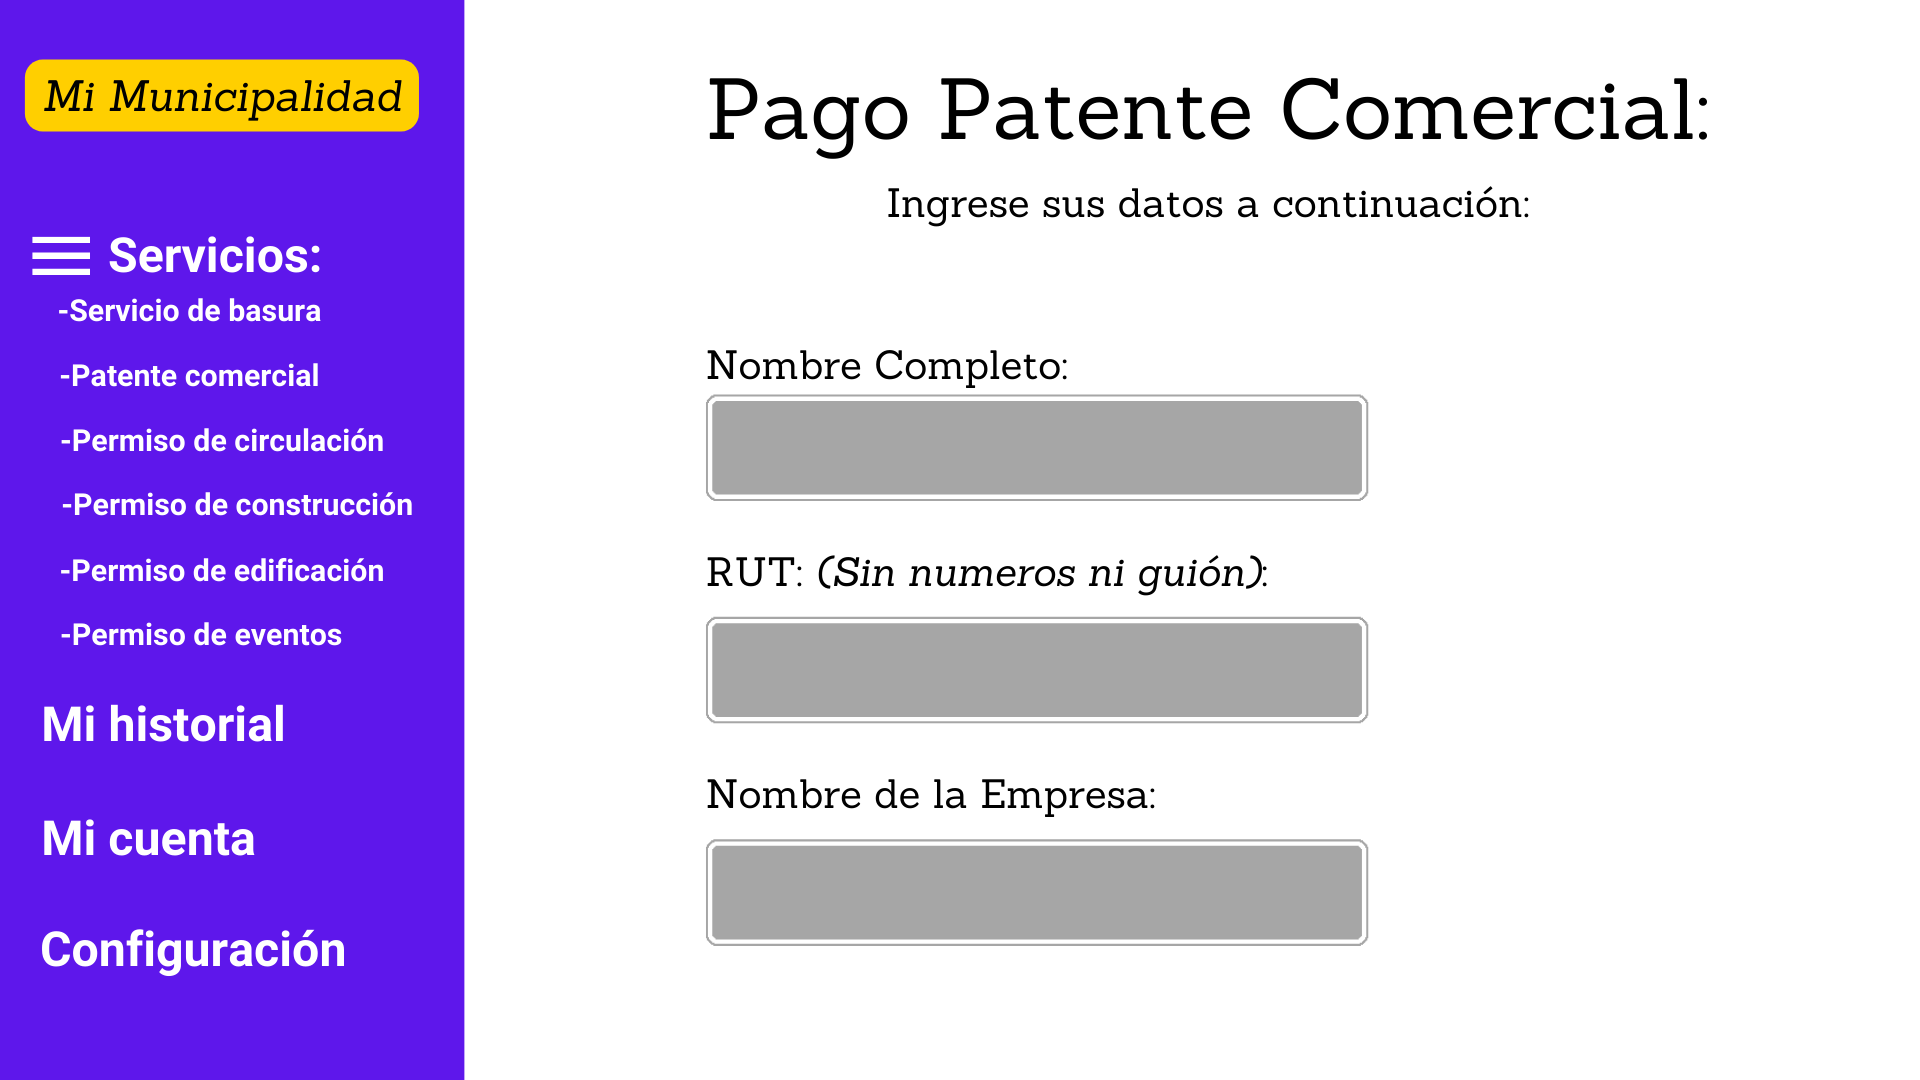 Mi Municipalidad
Servicios:
-Servicio de basura
-Patente comercial
-Permiso de circulación
-Permiso de construcción
-Permiso de edificación
-Permiso de eventos
Mi historial
Mi cuenta
Configuración
Pago Patente Comercial:
Ingrese sus datos a continuación:
Nombre Completo:
RUT: (Sin numeros ni guión):
Nombre de la Empresa: